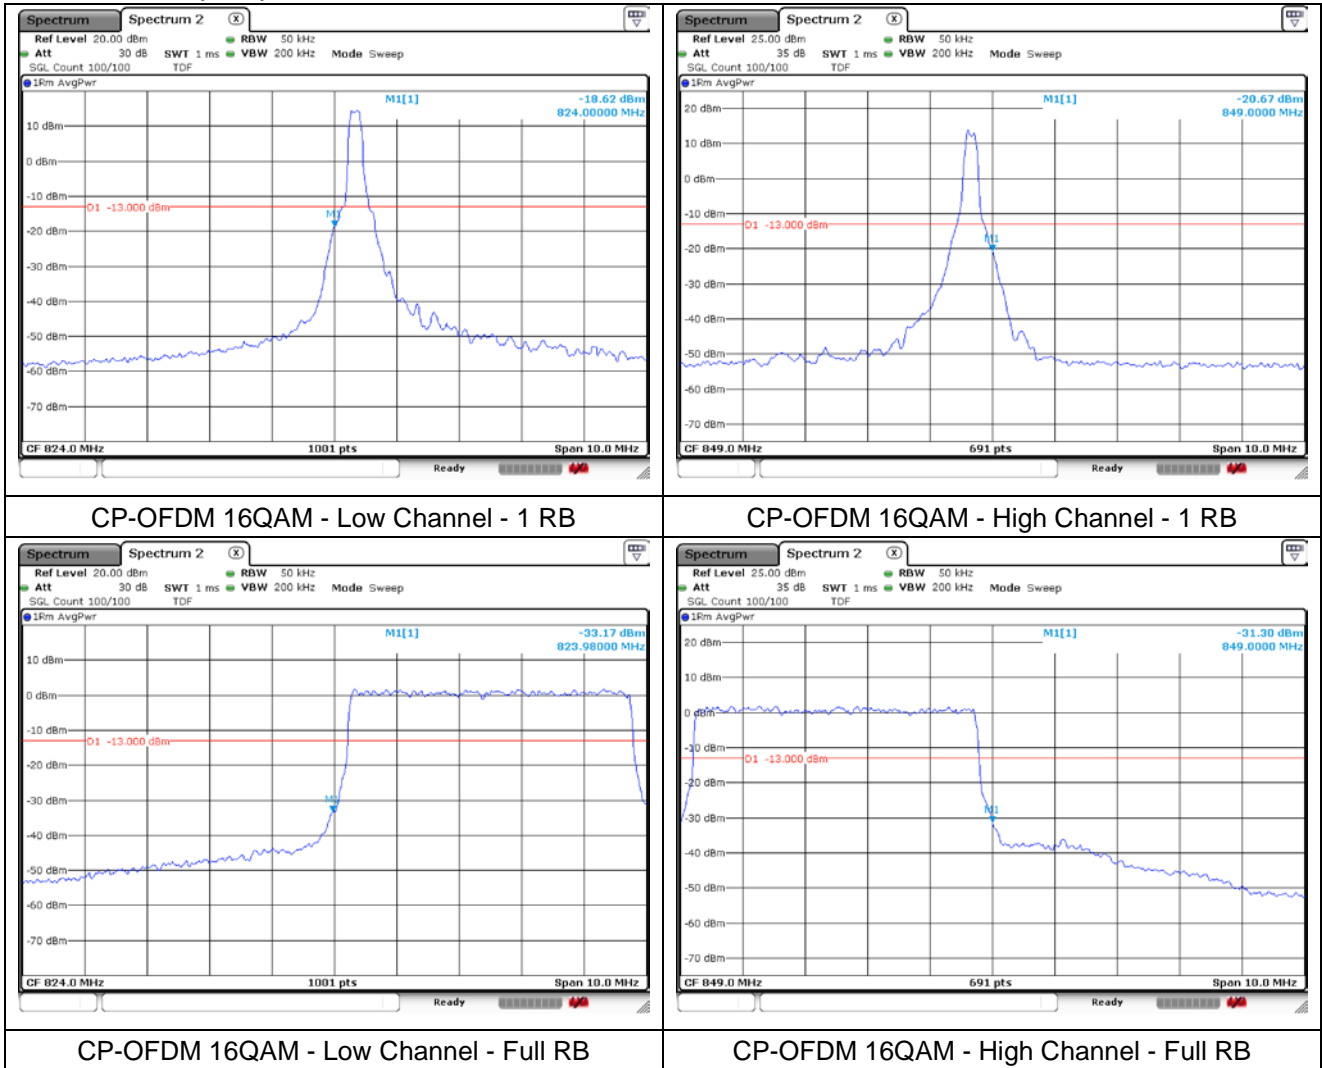 Spectrum Spectrum 2 X
Ref Level 20.00 dBm RBW 50 kHz
Att 30 dB SWT 1 ms VBW 200 kHz Mode Sweep
SGL Count 100/100 TDF
1Rm AvgPwr
M1[1] -18.62 dBm
824.00000 MHz
10 dBm
0 dBm
-10 dBm
D1 -13.000 dBm
M1
-20 dBm
-30 dBm
-40 dBm
-50 dBm
-60 dBm
-70 dBm
CF 824.0 MHz 1001 pts Span 10.0 MHz
Ready
CP-OFDM 16QAM - Low Channel - 1 RB
Spectrum Spectrum 2 X
Ref Level 25.00 dBm RBW 50 kHz
Att 35 dB SWT 1 ms VBW 200 kHz Mode Sweep
SGL Count 100/100 TDF
1Rm AvgPwr
M1[1] -20.67 dBm
849.0000 MHz
20 dBm
10 dBm
0 dBm
-10 dBm
D1 -13.000 dBm
M1
-20 dBm
-30 dBm
-40 dBm
-50 dBm
-60 dBm
-70 dBm
CF 849.0 MHz 691 pts Span 10.0 MHz
Ready
CP-OFDM 16QAM - High Channel - 1 RB
Spectrum Spectrum 2 X
Ref Level 20.00 dBm RBW 50 kHz
Att 30 dB SWT 1 ms VBW 200 kHz Mode Sweep
SGL Count 100/100 TDF
1Rm AvgPwr
M1[1] -33.17 dBm
823.98000 MHz
10 dBm
0 dBm
-10 dBm
D1 -13.000 dBm
-20 dBm
-30 dBm
M1
-40 dBm
-50 dBm
-60 dBm
-70 dBm
CF 824.0 MHz 1001 pts Span 10.0 MHz
Ready
CP-OFDM 16QAM - Low Channel - Full RB
Spectrum Spectrum 2 X
Ref Level 25.00 dBm RBW 50 kHz
Att 35 dB SWT 1 ms VBW 200 kHz Mode Sweep
SGL Count 100/100 TDF
1Rm AvgPwr
M1[1] -31.30 dBm
849.0000 MHz
20 dBm
10 dBm
0 dBm
-10 dBm
D1 -13.000 dBm
-20 dBm
M1
-30 dBm
-40 dBm
-50 dBm
-60 dBm
-70 dBm
CF 849.0 MHz 691 pts Span 10.0 MHz
Ready
CP-OFDM 16QAM - High Channel - Full RB